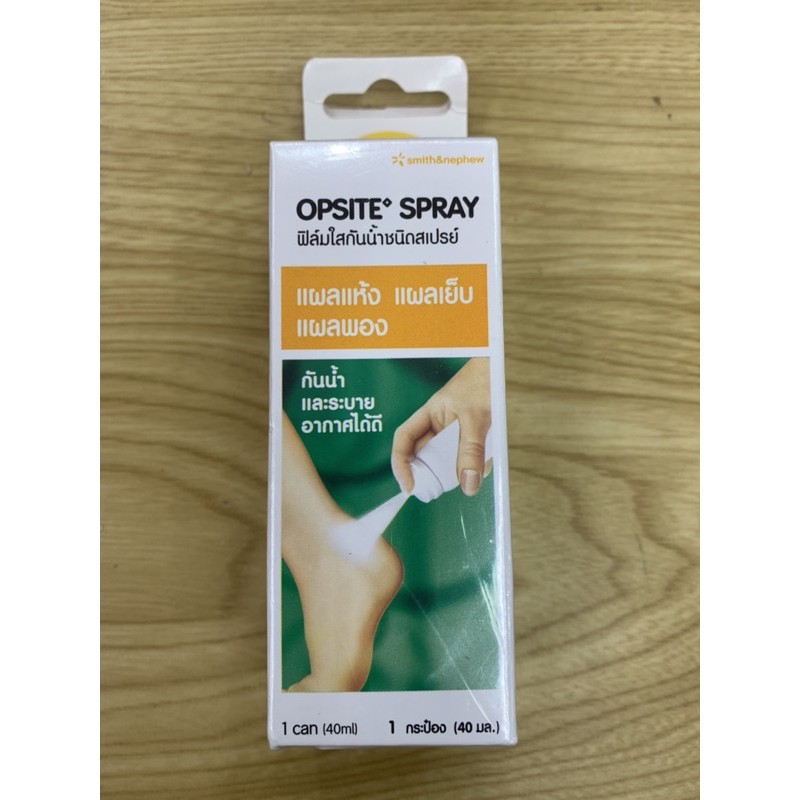 smith&nephew
OPSITE® SPRAY
ฟิล์มใสกันน้ำชนิดสเปรย์
แผลแห้ง แผลเย็บ
แผลพอง
กันน้ำ
และระบาย
อากาศได้ดี
1 can (40ml) 1 กระป๋อง (40 มล.)